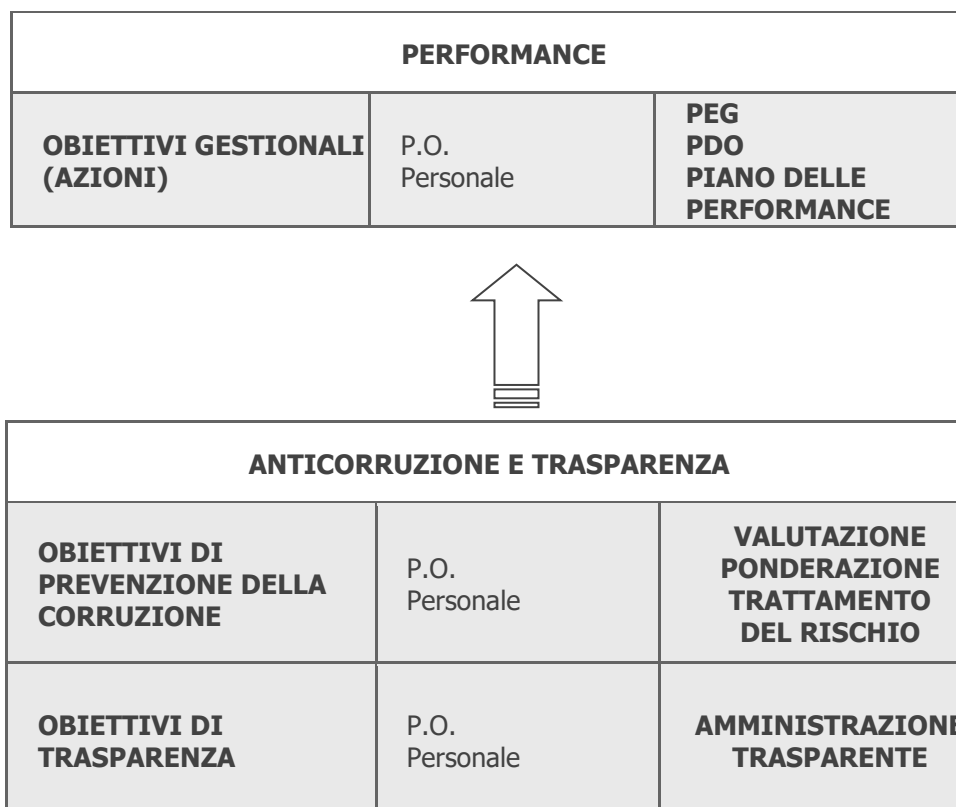 PERFORMANCE
OBIETTIVI GESTIONALI
(AZIONI)
P.O.
Personale
PEG
PDO
PIANO DELLE
PERFORMANCE
ANTICORRUZIONE E TRASPARENZA
OBIETTIVI DI
PREVENZIONE DELLA
CORRUZIONE
P.O.
Personale
VALUTAZIONE
PONDERAZIONE
TRATTAMENTO
DEL RISCHIO
OBIETTIVI DI
TRASPARENZA
P.O.
Personale
AMMINISTRAZIONE
TRASPARENTE